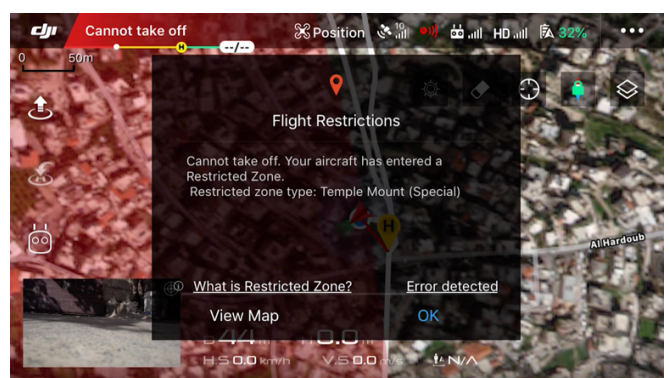 dji
Cannot take off
Position
10
HD
32%
H
--/--
0 50m
Flight Restrictions
Cannot take off. Your aircraft has entered a
Restricted Zone.
Restricted zone type: Temple Mount (Special)
H
Al Hardoub
What is Restricted Zone?
Error detected
View Map
OK
H.S 0.0 km/h
V.S 0.0 m/s
N/A